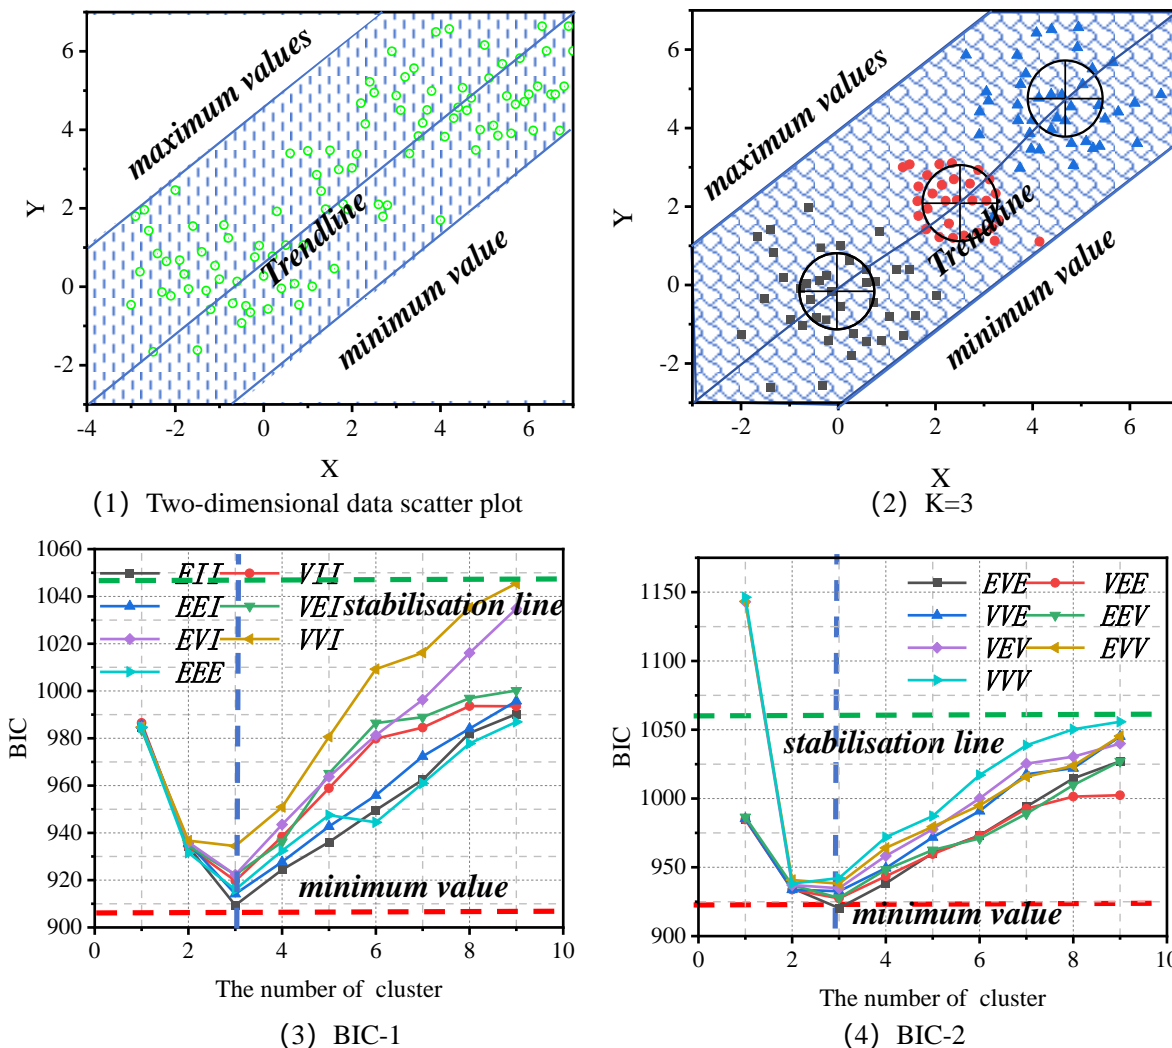 maximum values
Trendline
minimum value
Y
6
4
2
0
-2
-4 -2 0 2 4 6
X
(1) Two-dimensional data scatter plot
maximum values
Trendline
minimum value
Y
6
4
2
0
-2
-2 0 2 4 6
X
(2) K=3
1060
1040
1020
1000
980
960
940
920
900
BIC
EII VII
EEI VEI
EVI VVI
EEE
stabilisation line
minimum value
0 2 4 6 8 10
The number of cluster
(3) BIC-1
1150
1100
1050
1000
950
900
BIC
EVE VEE
VVE EEV
VEV EVV
VVV
stabilisation line
minimum value
0 2 4 6 8 10
The number of cluster
(4) BIC-2